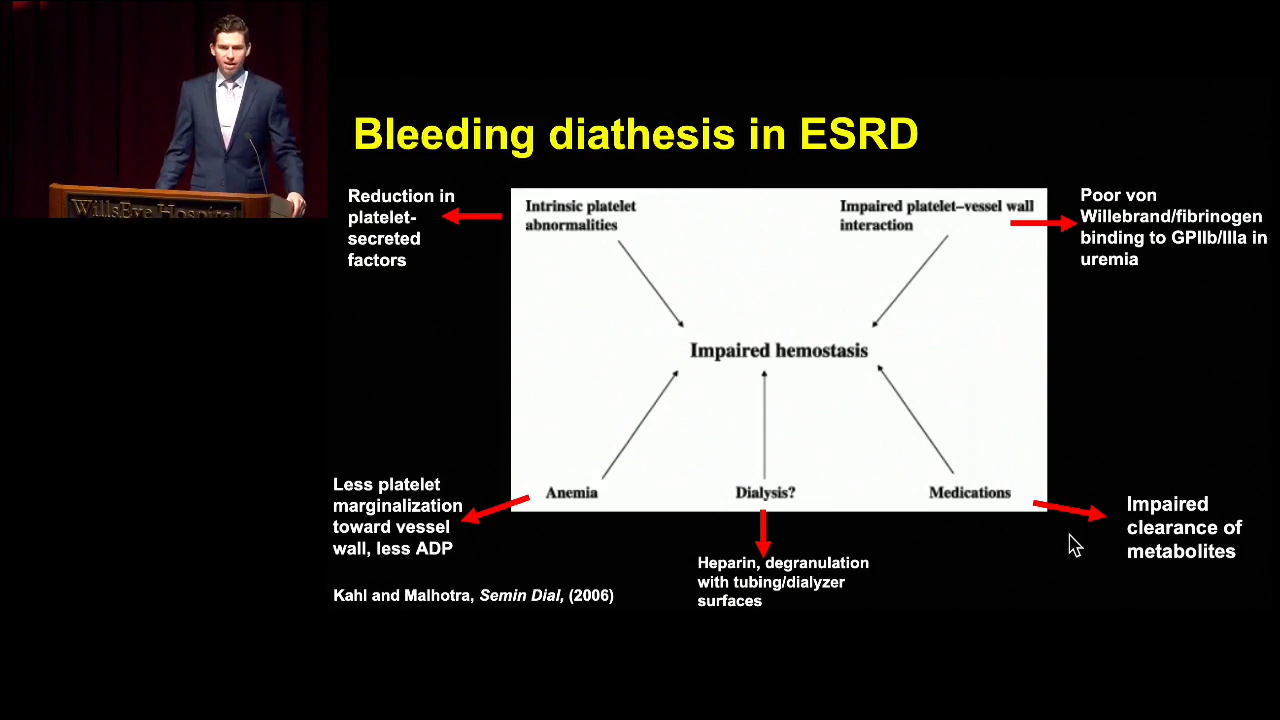 Bleeding diathesis in ESRD
Reduction in
platelet-
secreted
factors
Intrinsic platelet
abnormalities
Impaired platelet–vessel wall
interaction
Poor von
Willebrand/fibrinogen
binding to GPIIb/IIIa in
uremia
Impaired hemostasis
Less platelet
marginalization
toward vessel
wall, less ADP
Anemia
Dialysis?
Medications
Impaired
clearance of
metabolites
Heparin, degranulation
with tubing/dialyzer
surfaces
Kahl and Malhotra, Semin Dial, (2006)
WillsEye Hospital